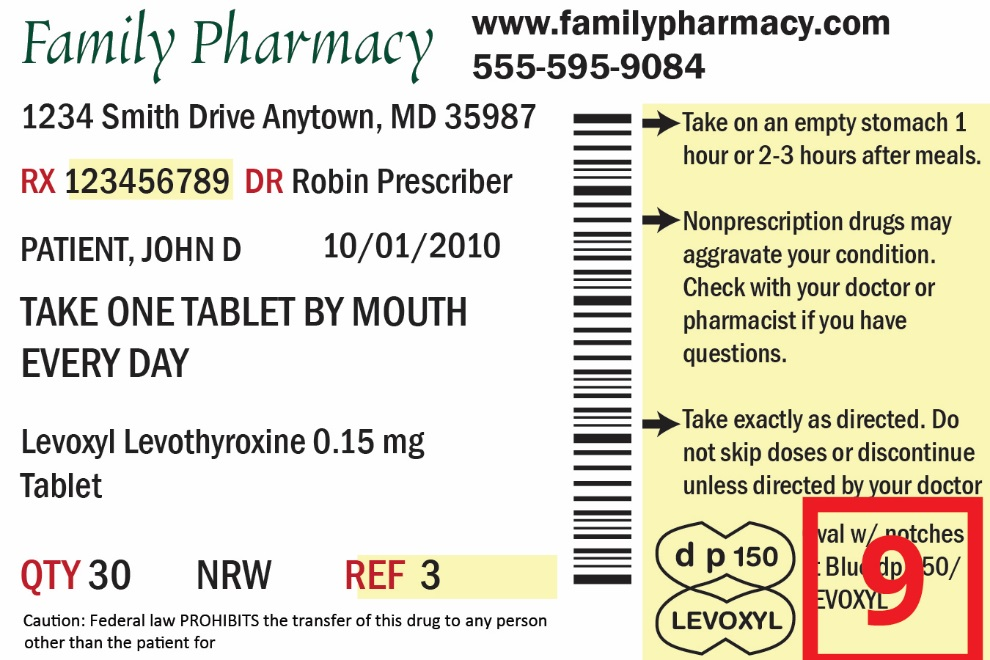 Family Pharmacy
www.familypharmacy.com
555-595-9084
1234 Smith Drive Anytown, MD 35987
RX 123456789 DR Robin Prescriber
PATIENT, JOHN D 10/01/2010
TAKE ONE TABLET BY MOUTH
EVERY DAY
Levoxyl Levothyroxine 0.15 mg
Tablet
QTY 30 NRW REF 3
Caution: Federal law PROHIBITS the transfer of this drug to any person
other than the patient for
Take on an empty stomach 1
hour or 2-3 hours after meals.
Nonprescription drugs may
aggravate your condition.
Check with your doctor or
pharmacist if you have
questions.
Take exactly as directed. Do
not skip doses or discontinue
unless directed by your doctor
d p 150
LEVOXYL
w/ notches
Blue dp
9